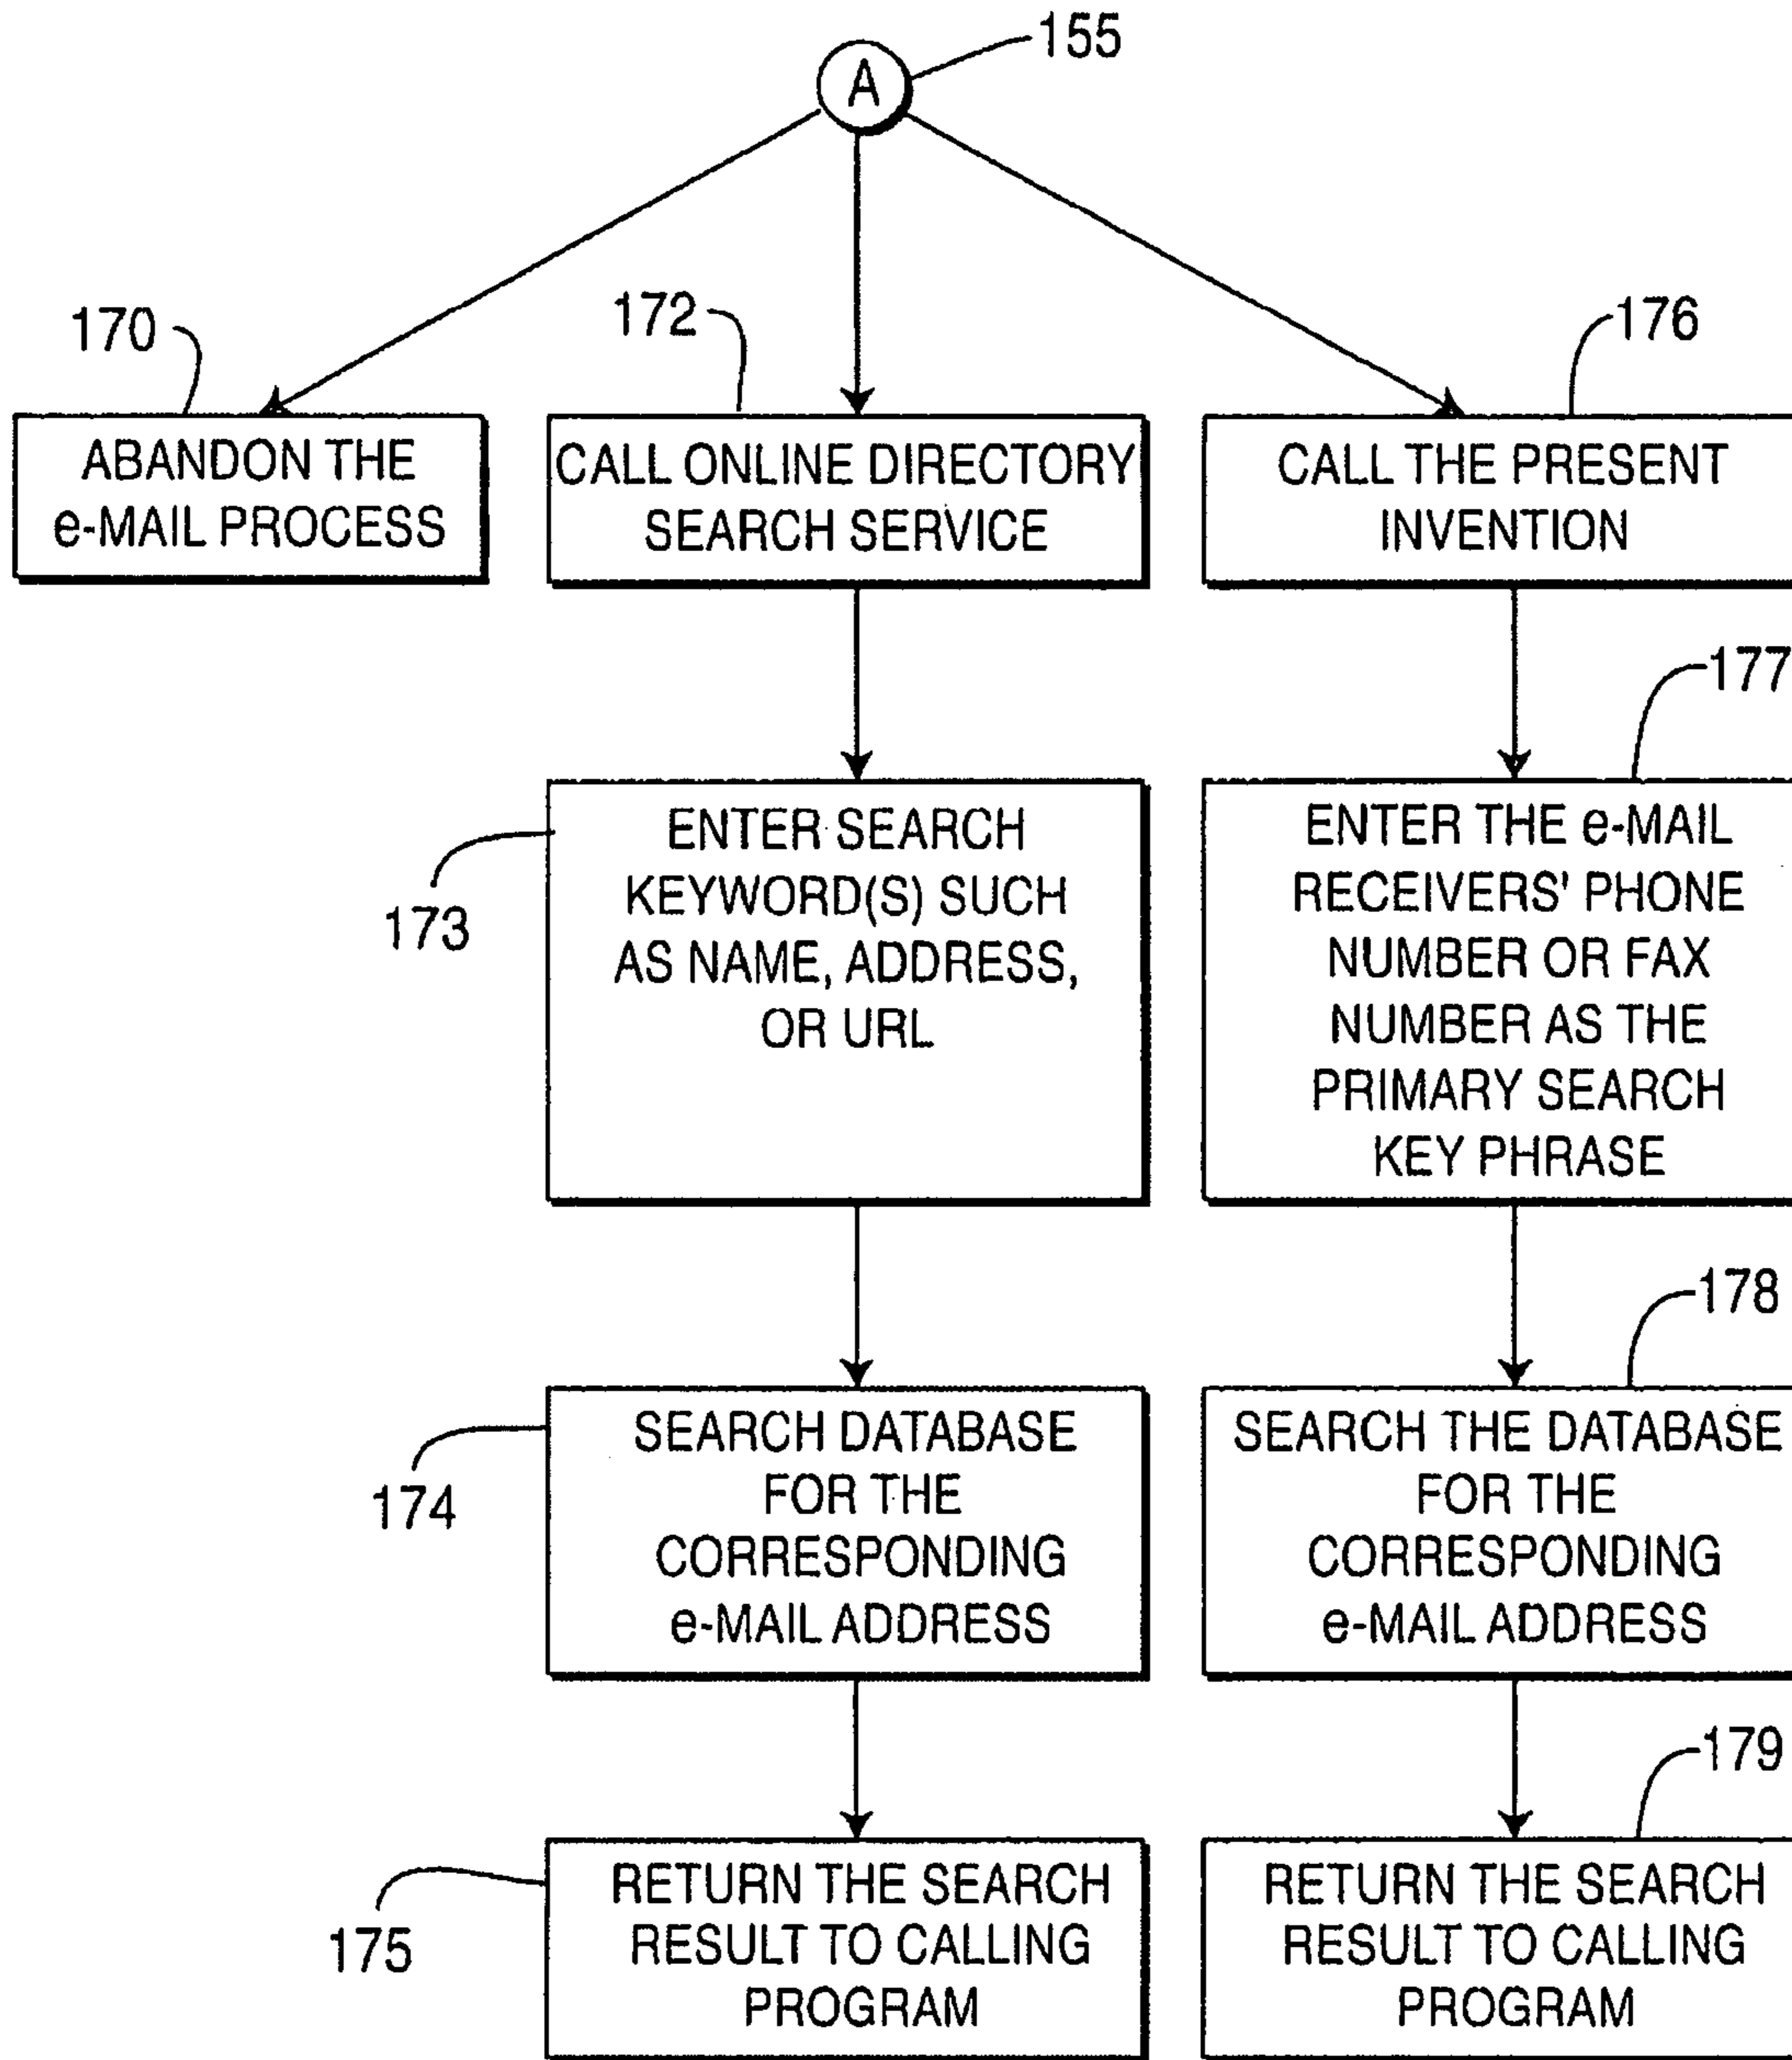 155
A
170
172
176
ABANDON THE
e-MAIL PROCESS
CALL ONLINE DIRECTORY
SEARCH SERVICE
CALL THE PRESENT
INVENTION
177
173
ENTER SEARCH
KEYWORD(S) SUCH
AS NAME, ADDRESS,
OR URL
ENTER THE e-MAIL
RECEIVERS' PHONE
NUMBER OR FAX
NUMBER AS THE
PRIMARY SEARCH
KEY PHRASE
178
174
SEARCH DATABASE
FOR THE
CORRESPONDING
e-MAIL ADDRESS
SEARCH THE DATABASE
FOR THE
CORRESPONDING
e-MAIL ADDRESS
179
175
RETURN THE SEARCH
RESULT TO CALLING
PROGRAM
RETURN THE SEARCH
RESULT TO CALLING
PROGRAM